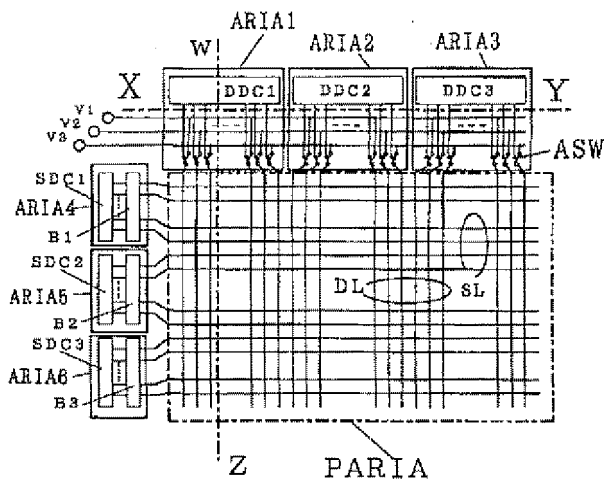 ARIA1
W
ARIA2
ARIA3
X
DDC1
DDC2
DDC3
Y
V1
V2
V3
ASW
SDC1
ARIA4
B1
SDC2
ARIA5
B2
DL
SL
SDC3
ARIA6
B3
Z
PARIA